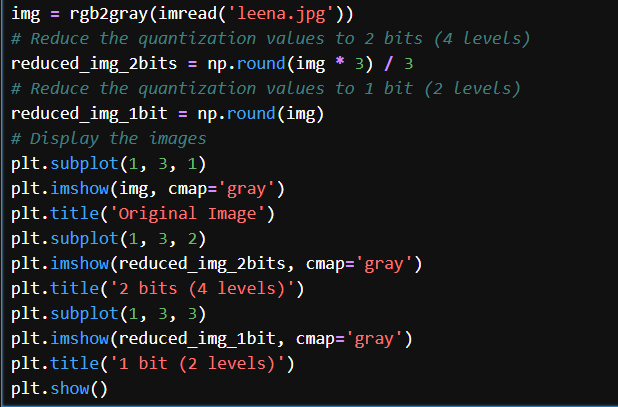 img = rgb2gray(imread('leena.jpg'))
# Reduce the quantization values to 2 bits (4 levels)
reduced_img_2bits = np.round(img * 3) / 3
# Reduce the quantization values to 1 bit (2 levels)
reduced_img_1bit = np.round(img)
# Display the images
plt.subplot(1, 3, 1)
plt.imshow(img, cmap='gray')
plt.title('Original Image')
plt.subplot(1, 3, 2)
plt.imshow(reduced_img_2bits, cmap='gray')
plt.title('2 bits (4 levels)')
plt.subplot(1, 3, 3)
plt.imshow(reduced_img_1bit, cmap='gray')
plt.title('1 bit (2 levels)')
plt.show()